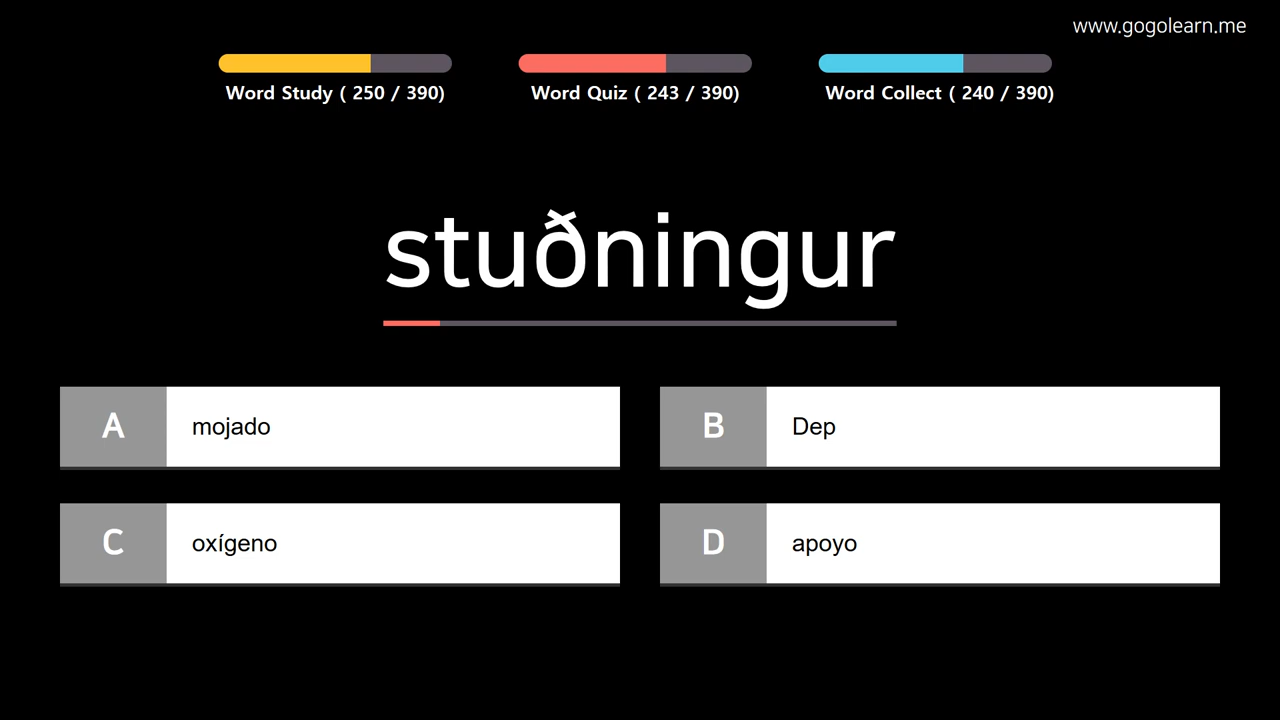 www.gogolearn.me
Word Study ( 250 / 390)
Word Quiz ( 243 / 390)
Word Collect ( 240 / 390)
stuðningur
A mojado
B Dep
C oxígeno
D apoyo